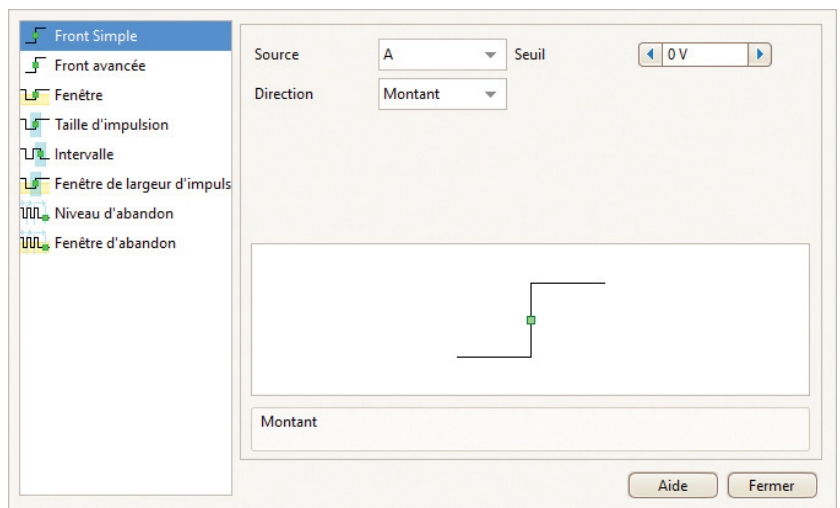 Front Simple
Front avancée
Fenêtre
Taille d'impulsion
Intervalle
Fenêtre de largeur d'impuls
Niveau d'abandon
Fenêtre d'abandon
Source A Seuil 0 V
Direction Montant
Montant
Aide Fermer